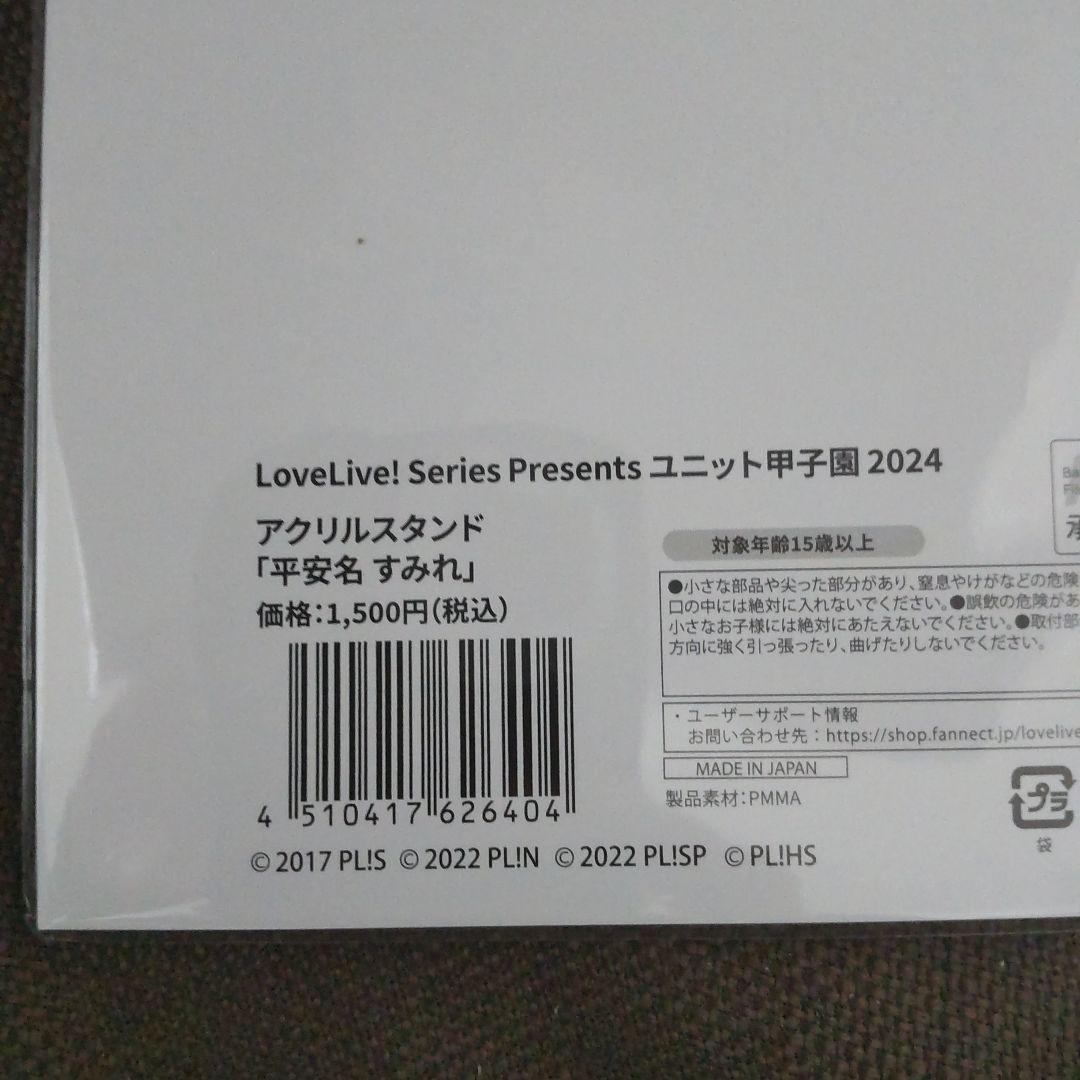 LoveLive! Series Presents ユニット甲子園 2024
アクリルスタンド
「平安名 すみれ」
価格：1,500円（税込）
4 510417 626404
©2017 PL!S ©2022 PL!N ©2022 PL!SP ©PL!HS
対象年齢15歳以上
●小さな部品や尖った部分があり、窒息やけがなどの危険
口の中には絶対に入れないでください。●誤飲の危険があ
小さなお子様には絶対にあたえないでください。●取付部
方向に強く引っ張ったり、曲げたりしないでください。
・ユーザーサポート情報
お問い合わせ先：https://shop.fannect.jp/lovelive
MADE IN JAPAN
製品素材：PMMA
プラ
袋